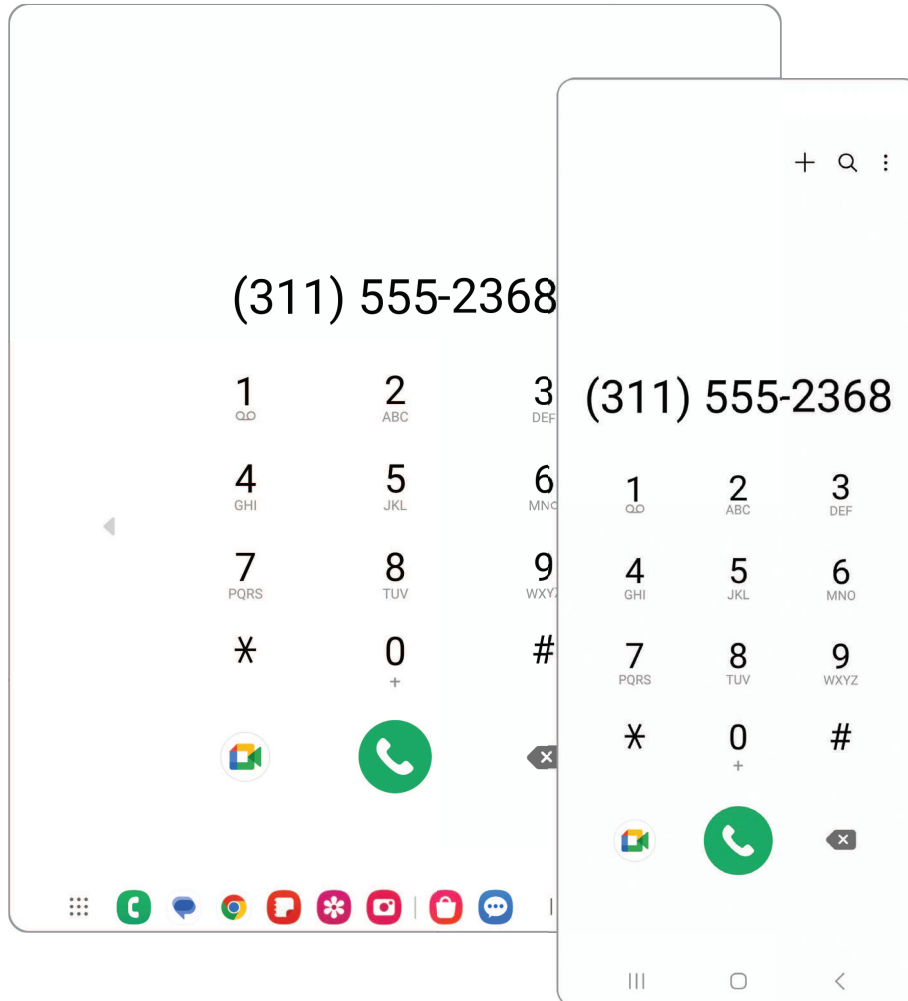 (311) 555-2368
1 2 3
ABC DEF
4 5 6
GHI JKL MNO
7 8 9
PQRS TUV WXYZ
* 0 #
+
(311) 555-2368
1 2 3
ABC DEF
4 5 6
GHI JKL MNO
7 8 9
PQRS TUV WXYZ
* 0 #
+